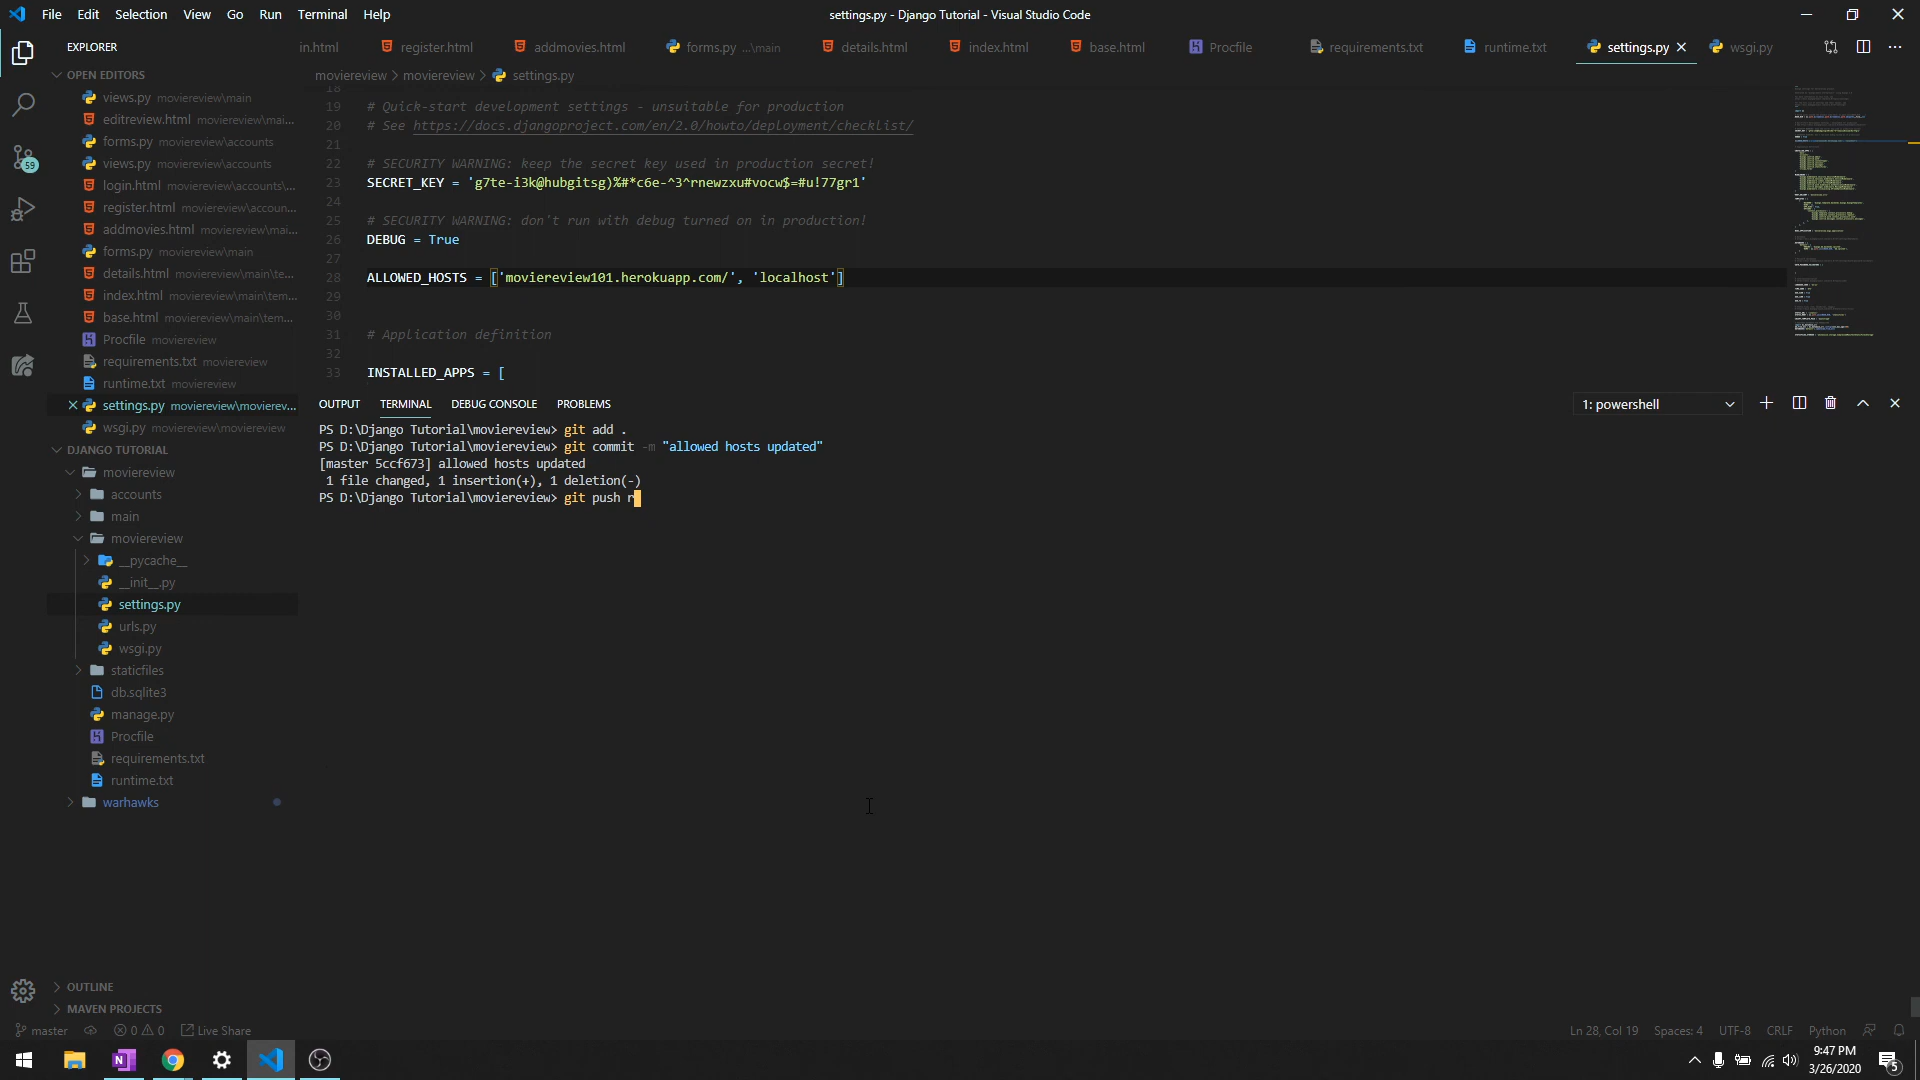 File Edit Selection View Go Run Terminal Help
settings.py - Django Tutorial - Visual Studio Code
EXPLORER
in.html register.html addmovies.html forms.py ...\main details.html index.html base.html Procfile requirements.txt runtime.txt settings.py wsgi.py
moviereview > moviereview > settings.py
OPEN EDITORS
views.py moviereview\main
editreview.html moviereview\mai...
forms.py moviereview\accounts
views.py moviereview\accounts
login.html moviereview\accounts\...
register.html moviereview\accoun...
addmovies.html moviereview\mai...
forms.py moviereview\main
details.html moviereview\main\te...
index.html moviereview\main\tem...
base.html moviereview\main\tem...
Procfile moviereview
requirements.txt moviereview
runtime.txt moviereview
settings.py moviereview\movierev...
wsgi.py moviereview\moviereview
DJANGO TUTORIAL
moviereview
accounts
main
moviereview
__pycache__
__init__.py
settings.py
urls.py
wsgi.py
staticfiles
db.sqlite3
manage.py
Procfile
requirements.txt
runtime.txt
warhawks
OUTLINE
MAVEN PROJECTS
18
19 # Quick-start development settings - unsuitable for production
20 # See https://docs.djangoproject.com/en/2.0/howto/deployment/checklist/
21
22 # SECURITY WARNING: keep the secret key used in production secret!
23 SECRET_KEY = 'g7te-i3k@hubgitsg)%#*c6e-^3^rnewzxu#vocw$=#u!77gr1'
24
25 # SECURITY WARNING: don't run with debug turned on in production!
26 DEBUG = True
27
28 ALLOWED_HOSTS = ['moviereview101.herokuapp.com/', 'localhost']
29
30
31 # Application definition
32
33 INSTALLED_APPS = [
OUTPUT TERMINAL DEBUG CONSOLE PROBLEMS
1: powershell
PS D:\Django Tutorial\moviereview> git add .
PS D:\Django Tutorial\moviereview> git commit -m "allowed hosts updated"
[master 5ccf673] allowed hosts updated
1 file changed, 1 insertion(+), 1 deletion(-)
PS D:\Django Tutorial\moviereview> git push r
59
master 0 0 Live Share
Ln 28, Col 19 Spaces: 4 UTF-8 CRLF Python
9:47 PM
3/26/2020
5